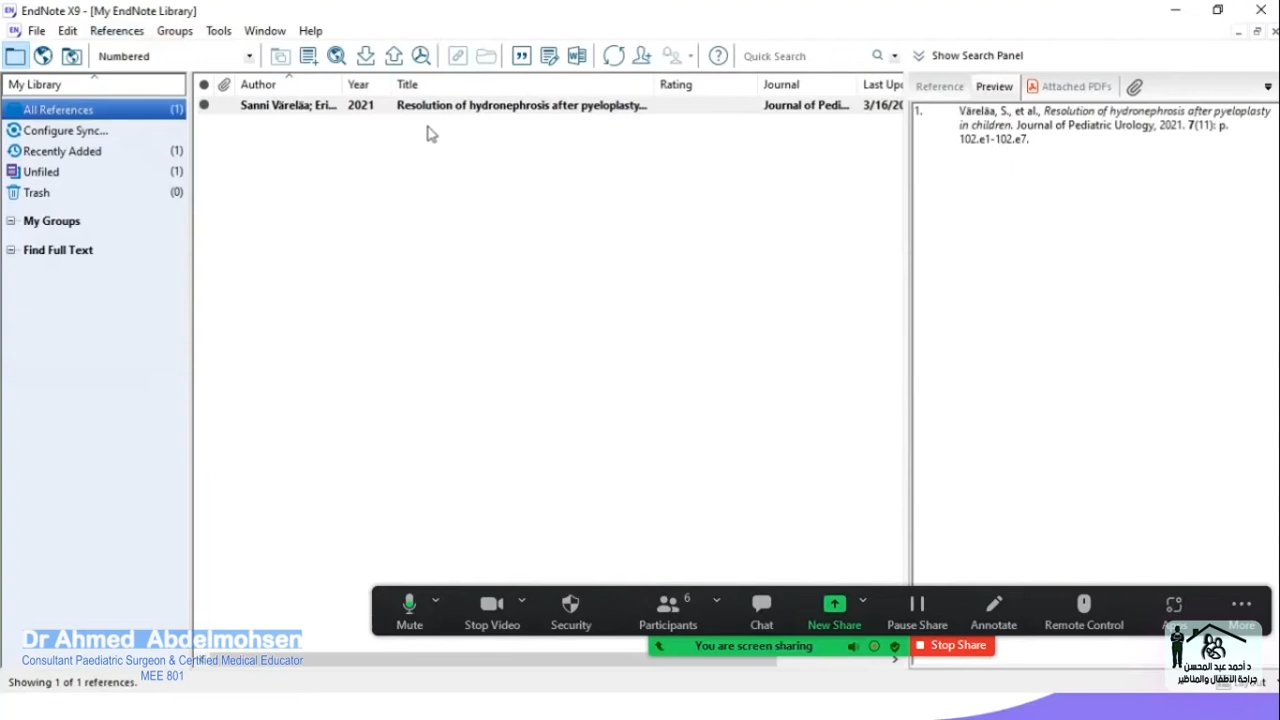 EndNote X9 - [My EndNote Library]
File Edit References Groups Tools Window Help
Numbered
Quick Search
Show Search Panel
My Library
All References (1)
Configure Sync...
Recently Added (1)
Unfiled (1)
Trash (0)
My Groups
Find Full Text
Author Year Title Rating Journal Last Upd
Sanni Väreläa; Eri... 2021 Resolution of hydronephrosis after pyeloplasty... Journal of Pedi... 3/16/20
Reference Preview Attached PDFs
1. Väreläa, S., et al., Resolution of hydronephrosis after pyeloplasty
in children. Journal of Pediatric Urology, 2021. 7(11): p.
102.e1-102.e7.
6
Mute Stop Video Security Participants Chat New Share Pause Share Annotate Remote Control Apps More
You are screen sharing Stop Share
Dr Ahmed Abdelmohsen
Consultant Paediatric Surgeon & Certified Medical Educator
MEE 801
د أحمد عبد المحسن
جراحة الأطفال والمناظير
Showing 1 of 1 references.
Layout